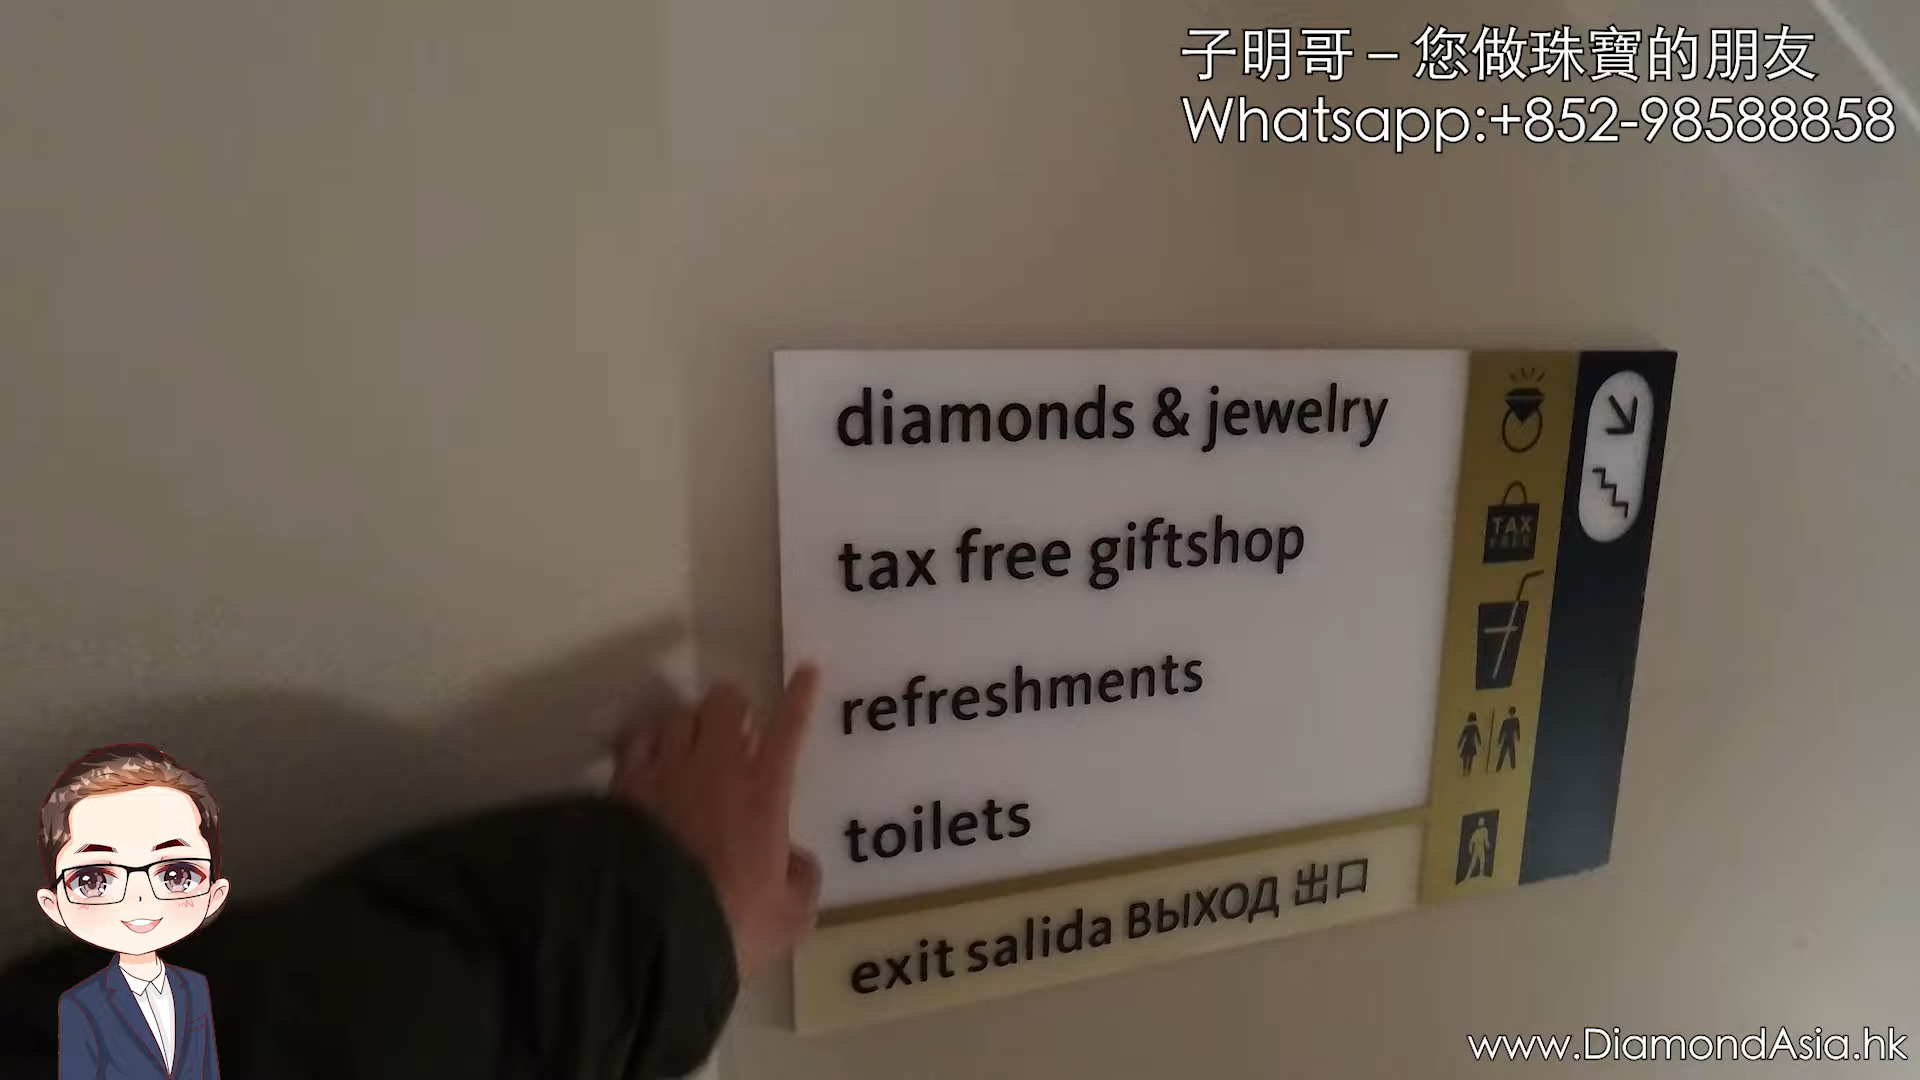 子明哥 – 您做珠寶的朋友
Whatsapp:+852-98588858
diamonds & jewelry
tax free giftshop
TAX
FREE
refreshments
toilets
exit salida ВЫХОД 出口
www.DiamondAsia.hk